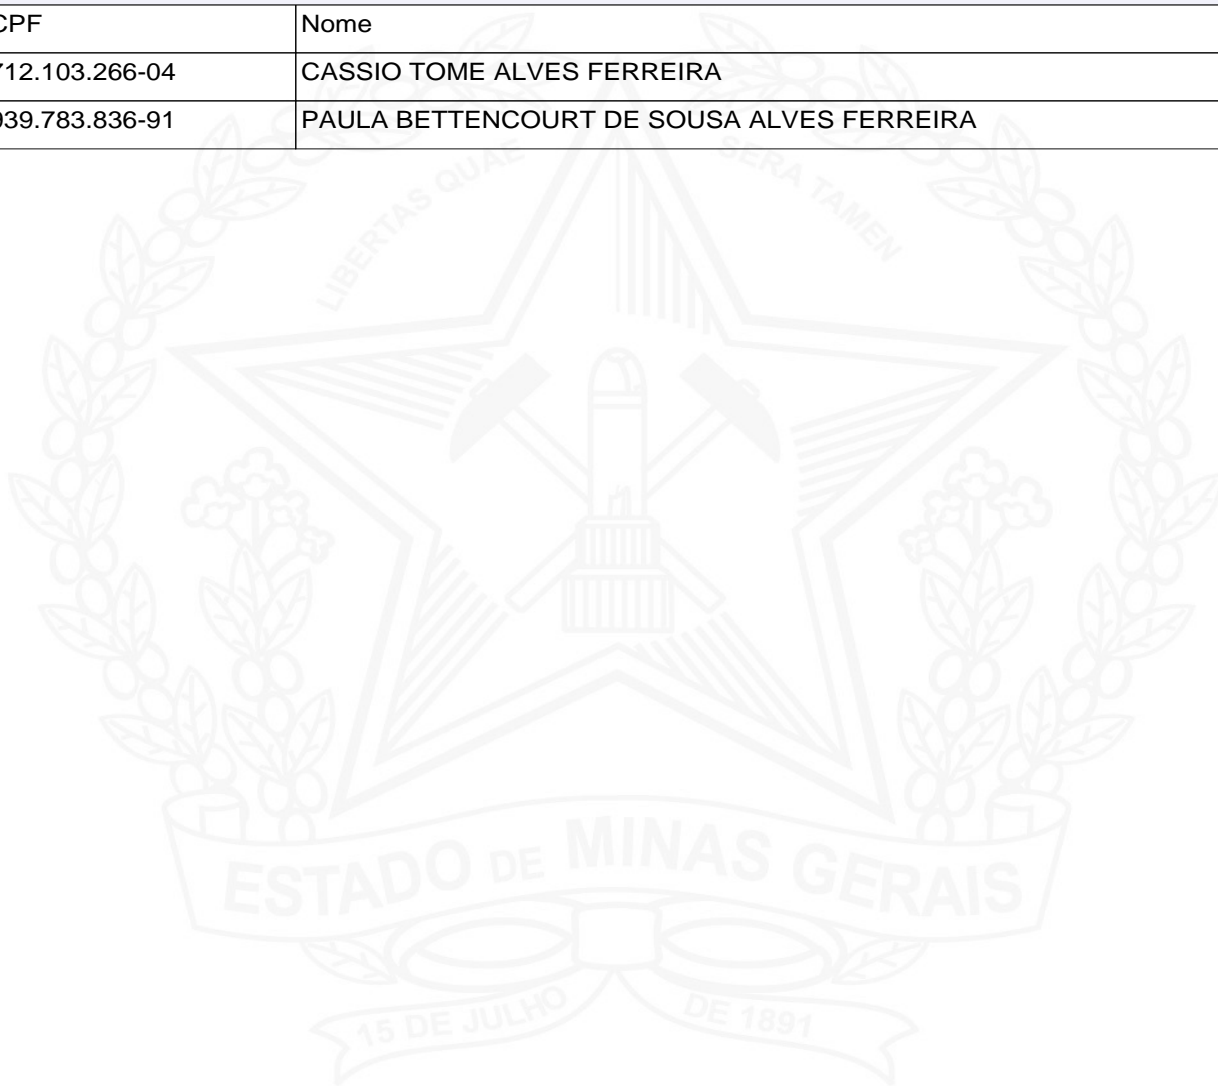 CPF Nome
712.103.266-04 CASSIO TOME ALVES FERREIRA
939.783.836-91 PAULA BETTENCOURT DE SOUSA ALVES FERREIRA
LIBERTAS QUAE SERA TAMEN
ESTADO DE MINAS GERAIS
15 DE JULHO DE 1891